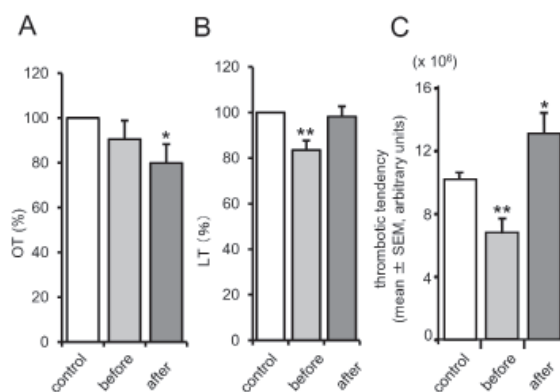 A
120
100
80
60
40
20
0
OT (%)
*
control
before
after
B
120
100
80
60
40
20
0
LT (%)
**
control
before
after
C
(x 10⁶)
16
12
8
4
0
thrombotic tendency
(mean ± SEM, arbitrary units)
**
*
control
before
after